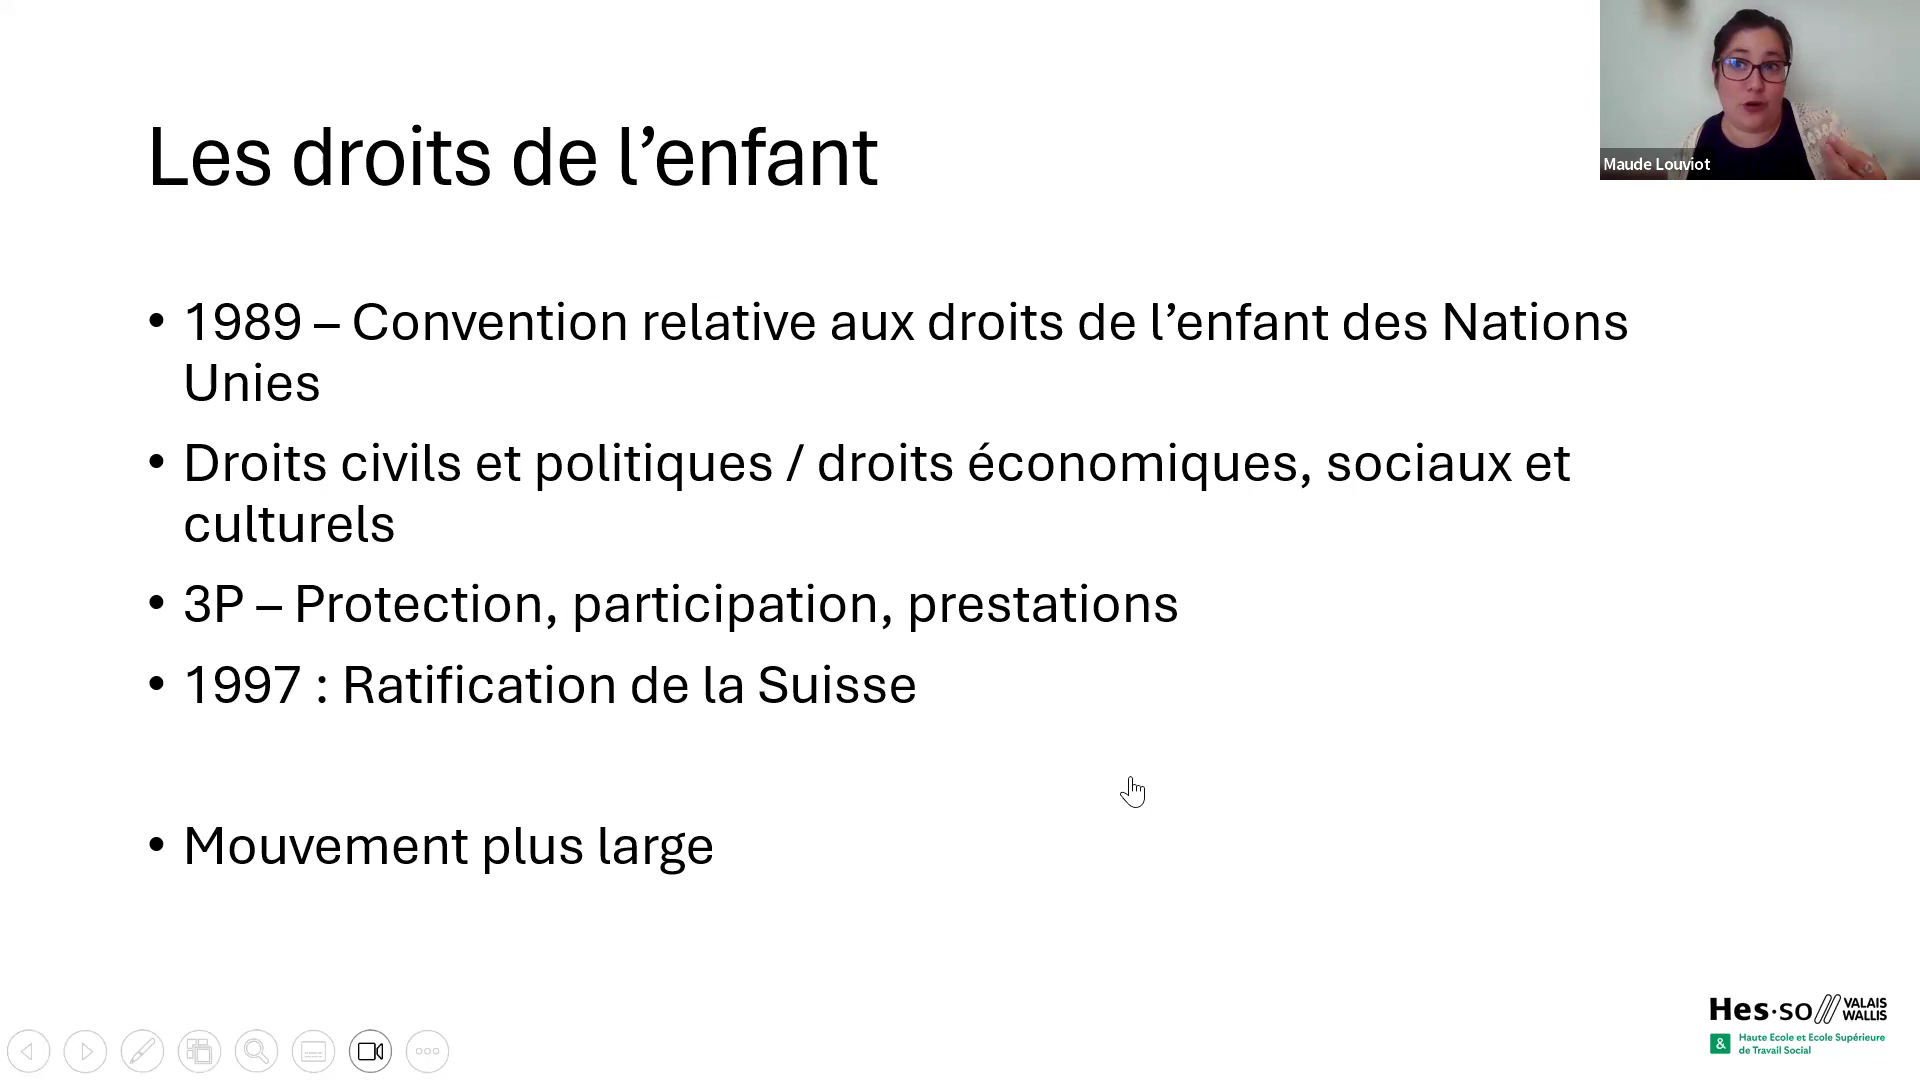 Maude Louviot
Les droits de l’enfant
• 1989 – Convention relative aux droits de l’enfant des Nations
Unies
• Droits civils et politiques / droits économiques, sociaux et
culturels
• 3P – Protection, participation, prestations
• 1997 : Ratification de la Suisse
• Mouvement plus large
Hes·so VALAIS
WALLIS
& Haute Ecole et Ecole Supérieure
de Travail Social